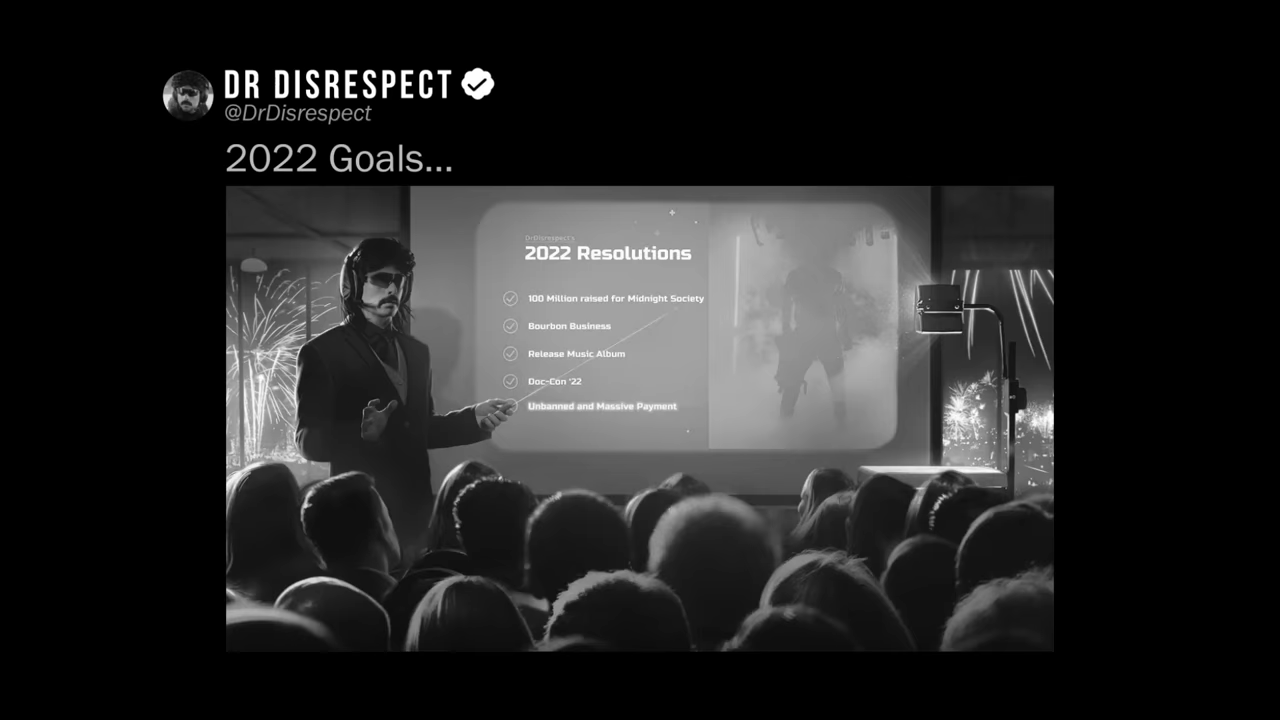 DR DISRESPECT
@DrDisrespect
2022 Goals...
DrDisrespect's
2022 Resolutions
100 Million raised for Midnight Society
Bourbon Business
Release Music Album
Doc-Con '22
Unbanned and Massive Payment